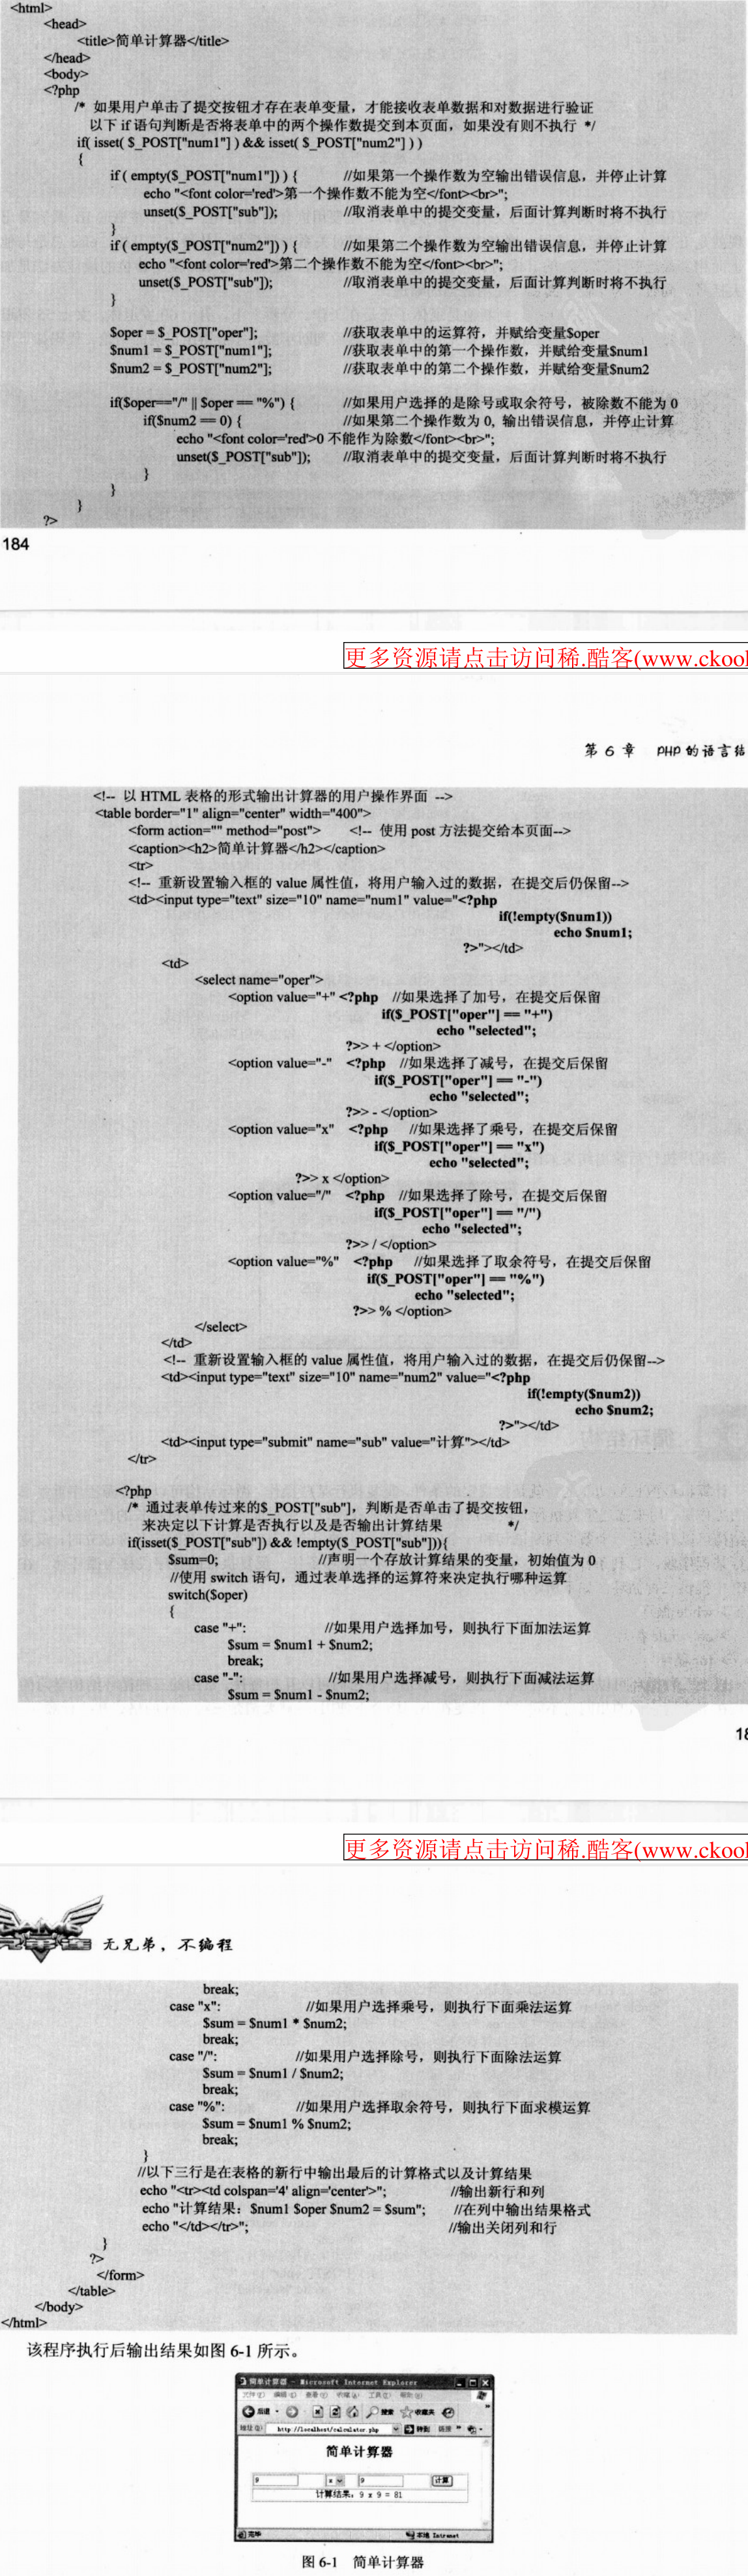 <html>
<head>
<title>简单计算器</title>
</head>
<body>
<?php
/* 如果用户单击了提交按钮才存在表单变量，才能接收表单数据和对数据进行验证
以下 if 语句判断是否将表单中的两个操作数提交到本页面，如果没有则不执行 */
if( isset( $_POST["num1"] ) && isset( $_POST["num2"] ) )
{
if ( empty($_POST["num1"]) ) { //如果第一个操作数为空输出错误信息，并停止计算
echo "<font color='red'>第一个操作数不能为空</font><br>";
unset($_POST["sub"]); //取消表单中的提交变量，后面计算判断时将不执行
}
if ( empty($_POST["num2"]) ) { //如果第二个操作数为空输出错误信息，并停止计算
echo "<font color='red'>第二个操作数不能为空</font><br>";
unset($_POST["sub"]); //取消表单中的提交变量，后面计算判断时将不执行
}
$oper = $_POST["oper"]; //获取表单中的运算符，并赋给变量$oper
$num1 = $_POST["num1"]; //获取表单中的第一个操作数，并赋给变量$num1
$num2 = $_POST["num2"]; //获取表单中的第二个操作数，并赋给变量$num2
if($oper=="/" || $oper == "%") { //如果用户选择的是除号或取余符号，被除数不能为 0
if($num2 == 0) { //如果第二个操作数为 0, 输出错误信息，并停止计算
echo "<font color='red'>0 不能作为除数</font><br>";
unset($_POST["sub"]); //取消表单中的提交变量，后面计算判断时将不执行
}
}
}
?>
184
更多资源请点击访问稀.酷客(www.ckool
第 6 章 PHP 的语言结
<!-- 以 HTML 表格的形式输出计算器的用户操作界面 -->
<table border="1" align="center" width="400">
<form action="" method="post"> <!-- 使用 post 方法提交给本页面-->
<caption><h2>简单计算器</h2></caption>
<tr>
<!-- 重新设置输入框的 value 属性值，将用户输入过的数据，在提交后仍保留-->
<td><input type="text" size="10" name="num1" value="<?php
if(!empty($num1))
echo $num1;
?>"></td>
<td>
<select name="oper">
<option value="+" <?php //如果选择了加号，在提交后保留
if($_POST["oper"] == "+")
echo "selected";
?>> + </option>
<option value="-" <?php //如果选择了减号，在提交后保留
if($_POST["oper"] == "-")
echo "selected";
?>> - </option>
<option value="x" <?php //如果选择了乘号，在提交后保留
if($_POST["oper"] == "x")
echo "selected";
?>> x </option>
<option value="/" <?php //如果选择了除号，在提交后保留
if($_POST["oper"] == "/")
echo "selected";
?>> / </option>
<option value="%" <?php //如果选择了取余符号，在提交后保留
if($_POST["oper"] == "%")
echo "selected";
?>> % </option>
</select>
</td>
<!-- 重新设置输入框的 value 属性值，将用户输入过的数据，在提交后仍保留-->
<td><input type="text" size="10" name="num2" value="<?php
if(!empty($num2))
echo $num2;
?>"></td>
<td><input type="submit" name="sub" value="计算"></td>
</tr>
<?php
/* 通过表单传过来的$_POST["sub"]，判断是否单击了提交按钮，
来决定以下计算是否执行以及是否输出计算结果 */
if(isset($_POST["sub"]) && !empty($_POST["sub"])){
$sum=0; //声明一个存放计算结果的变量，初始值为 0
//使用 switch 语句，通过表单选择的运算符来决定执行哪种运算
switch($oper)
{
case "+": //如果用户选择加号，则执行下面加法运算
$sum = $num1 + $num2;
break;
case "-": //如果用户选择减号，则执行下面减法运算
$sum = $num1 - $num2;
18
更多资源请点击访问稀.酷客(www.ckool
无兄弟，不编程
break;
case "x": //如果用户选择乘号，则执行下面乘法运算
$sum = $num1 * $num2;
break;
case "/": //如果用户选择除号，则执行下面除法运算
$sum = $num1 / $num2;
break;
case "%": //如果用户选择取余符号，则执行下面求模运算
$sum = $num1 % $num2;
break;
}
//以下三行是在表格的新行中输出最后的计算格式以及计算结果
echo "<tr><td colspan='4' align='center'>"; //输出新行和列
echo "计算结果：$num1 $oper $num2 = $sum"; //在列中输出结果格式
echo "</td></tr>"; //输出关闭列和行
}
?>
</form>
</table>
</body>
</html>
该程序执行后输出结果如图 6-1 所示。
简单计算器 - Microsoft Internet Explorer
文件(F) 编辑(E) 查看(V) 收藏(A) 工具(T) 帮助(H)
后退 搜索 收藏夹
地址(D) http://localhost/calculator.php 转到 链接
简单计算器
9 x 9 计算
计算结果：9 x 9 = 81
完毕 本地 Intranet
图 6-1 简单计算器